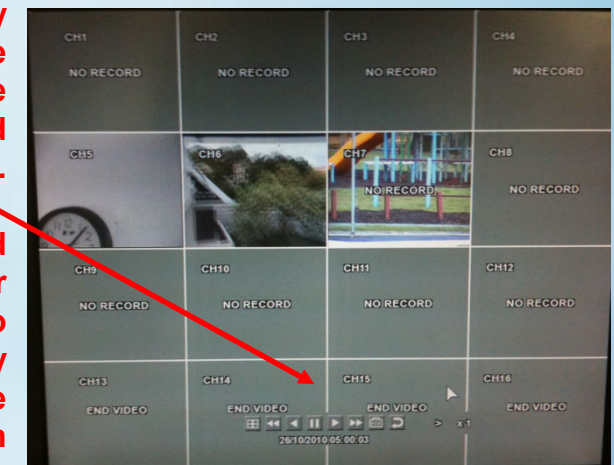 CH1 CH2 CH3 CH4
NO RECORD NO RECORD NO RECORD NO RECORD
CH5 CH6 CH7 CH8
NO RECORD NO RECORD
CH9 CH10 CH11 CH12
NO RECORD NO RECORD NO RECORD NO RECORD
CH13 CH14 CH15 CH16
END VIDEO END VIDEO END VIDEO END VIDEO
> x1
26/10/2010 05:00:03